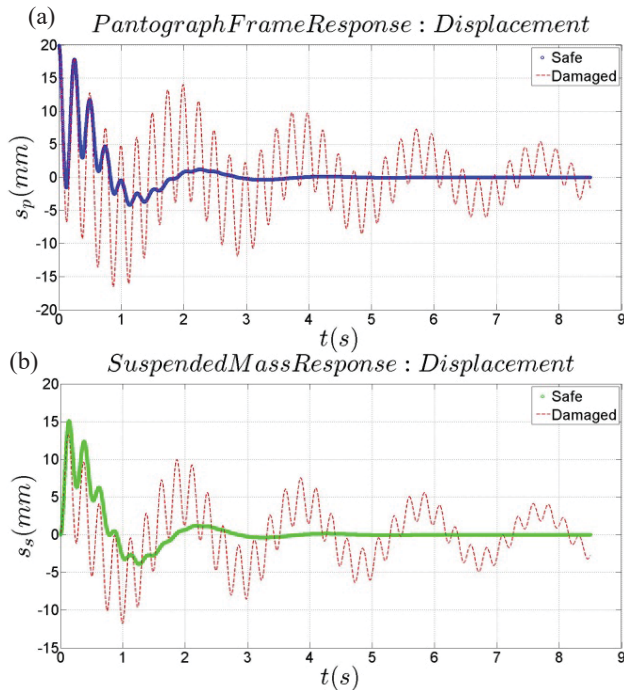 (a)
PantographFrameResponse : Displacement
20
15
10
5
0
-5
-10
-15
-20
s_p(mm)
Safe
Damaged
0 1 2 3 4 5 6 7 8 9
t(s)
(b)
SuspendedMassResponse : Displacement
20
15
10
5
0
-5
-10
-15
s_s(mm)
Safe
Damaged
0 1 2 3 4 5 6 7 8 9
t(s)